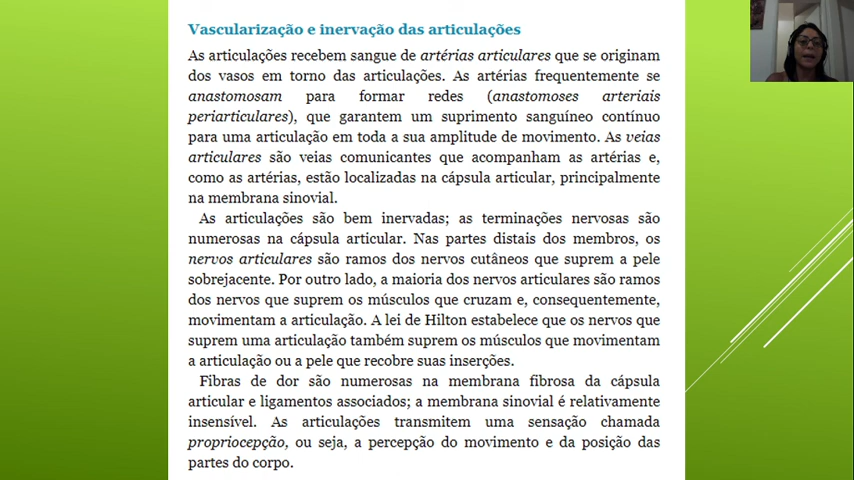 Vascularização e inervação das articulações
As articulações recebem sangue de artérias articulares que se originam
dos vasos em torno das articulações. As artérias frequentemente se
anastomosam para formar redes (anastomoses arteriais
periarticulares), que garantem um suprimento sanguíneo contínuo
para uma articulação em toda a sua amplitude de movimento. As veias
articulares são veias comunicantes que acompanham as artérias e,
como as artérias, estão localizadas na cápsula articular, principalmente
na membrana sinovial.
As articulações são bem inervadas; as terminações nervosas são
numerosas na cápsula articular. Nas partes distais dos membros, os
nervos articulares são ramos dos nervos cutâneos que suprem a pele
sobrejacente. Por outro lado, a maioria dos nervos articulares são ramos
dos nervos que suprem os músculos que cruzam e, consequentemente,
movimentam a articulação. A lei de Hilton estabelece que os nervos que
suprem uma articulação também suprem os músculos que movimentam
a articulação ou a pele que recobre suas inserções.
Fibras de dor são numerosas na membrana fibrosa da cápsula
articular e ligamentos associados; a membrana sinovial é relativamente
insensível. As articulações transmitem uma sensação chamada
propriocepção, ou seja, a percepção do movimento e da posição das
partes do corpo.